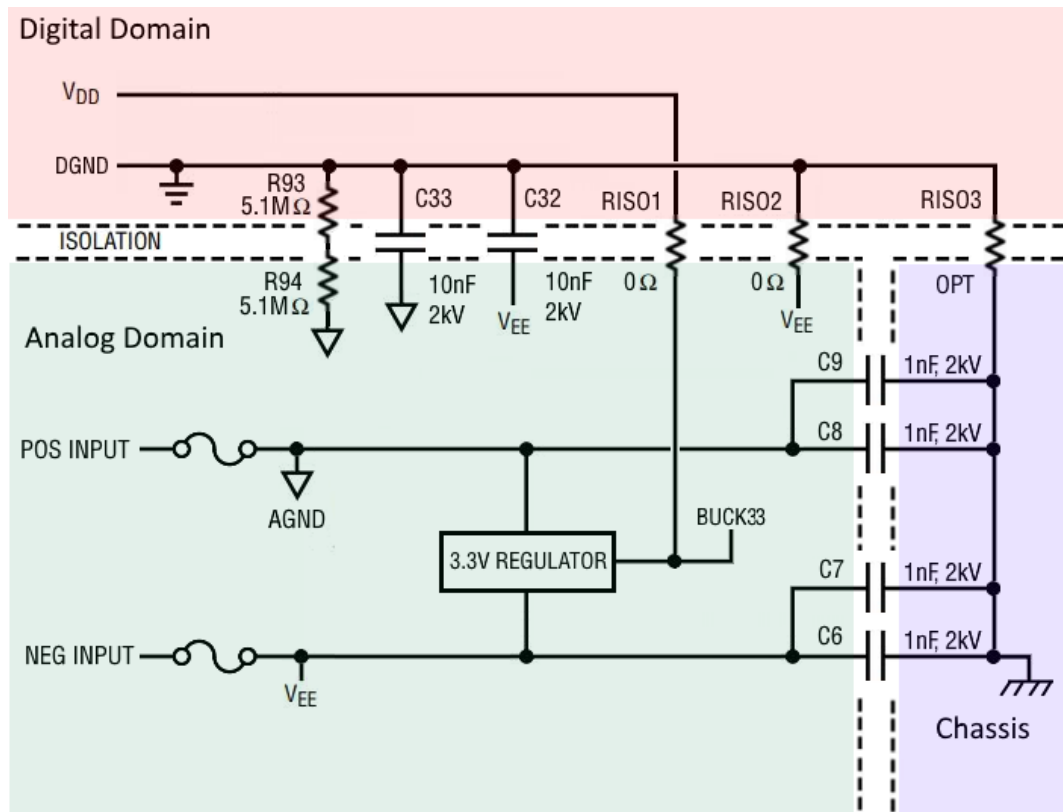 Digital Domain
VDD
DGND
R93
5.1MΩ
C33
C32
RISO1
RISO2
RISO3
ISOLATION
R94
5.1MΩ
10nF
2kV
VEE
10nF
2kV
0Ω
0Ω
VEE
OPT
Analog Domain
C9
1nF, 2kV
POS INPUT
C8
1nF, 2kV
AGND
BUCK33
3.3V REGULATOR
C7
1nF, 2kV
NEG INPUT
C6
1nF, 2kV
VEE
Chassis